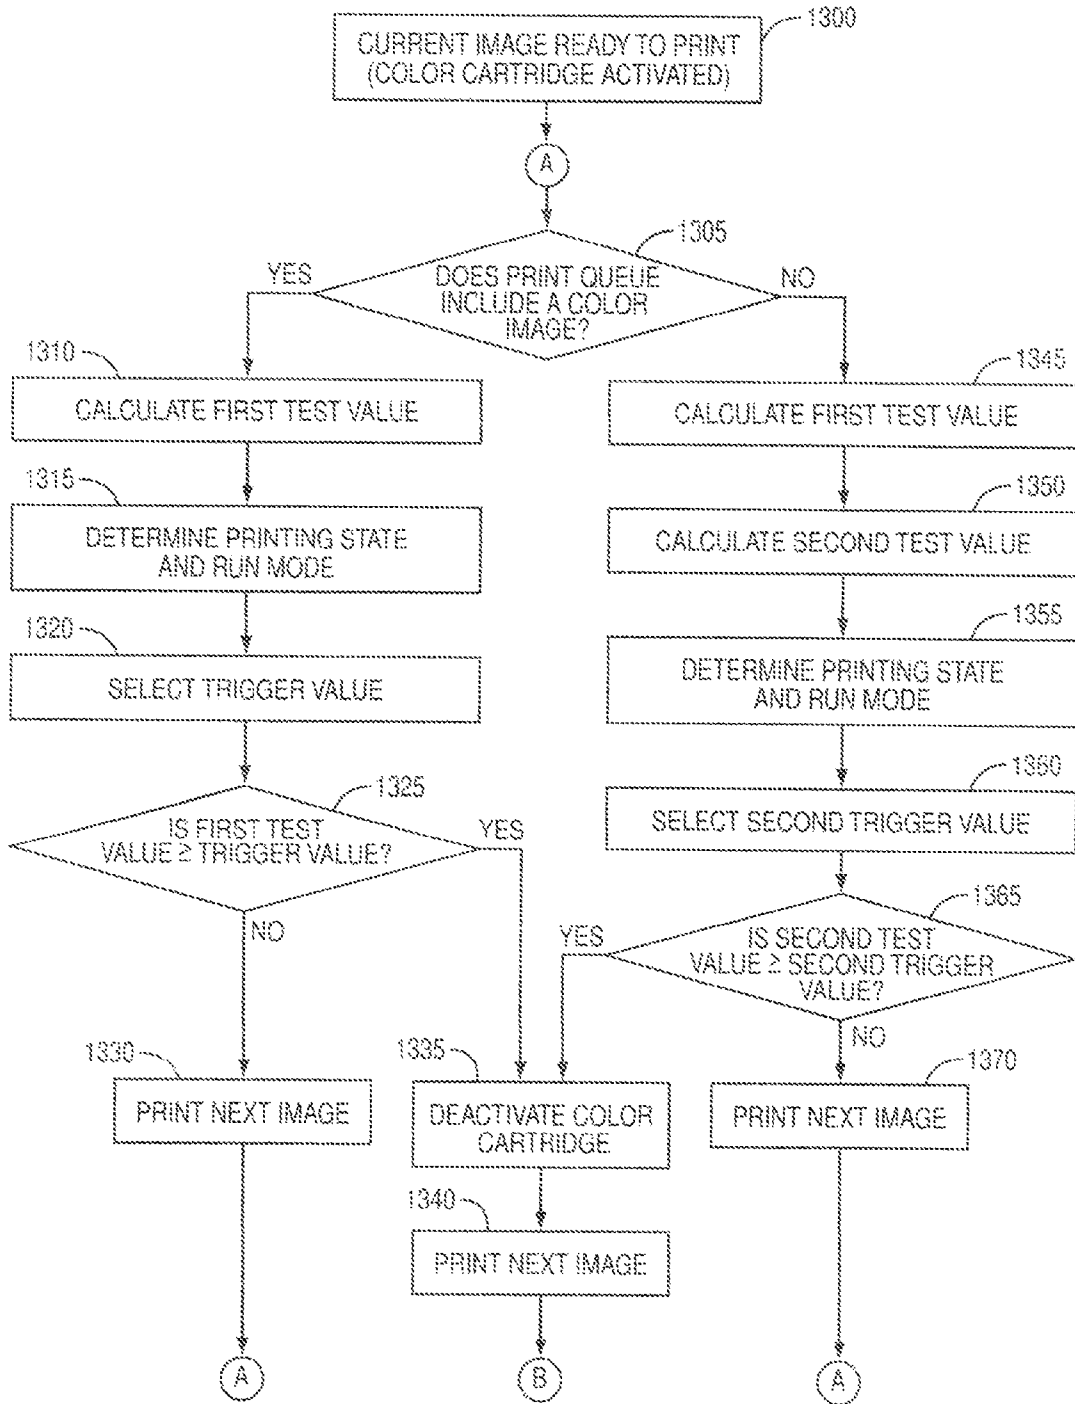 1300
CURRENT IMAGE READY TO PRINT
(COLOR CARTRIDGE ACTIVATED)
A
1305
DOES PRINT QUEUE
INCLUDE A COLOR
IMAGE?
YES
NO
1310
CALCULATE FIRST TEST VALUE
1315
DETERMINE PRINTING STATE
AND RUN MODE
1320
SELECT TRIGGER VALUE
1325
IS FIRST TEST
VALUE ≥ TRIGGER VALUE?
YES
NO
1330
PRINT NEXT IMAGE
A
1335
DEACTIVATE COLOR
CARTRIDGE
1340
PRINT NEXT IMAGE
B
1345
CALCULATE FIRST TEST VALUE
1350
CALCULATE SECOND TEST VALUE
1355
DETERMINE PRINTING STATE
AND RUN MODE
1360
SELECT SECOND TRIGGER VALUE
1365
IS SECOND TEST
VALUE ≥ SECOND TRIGGER
VALUE?
YES
NO
1370
PRINT NEXT IMAGE
A